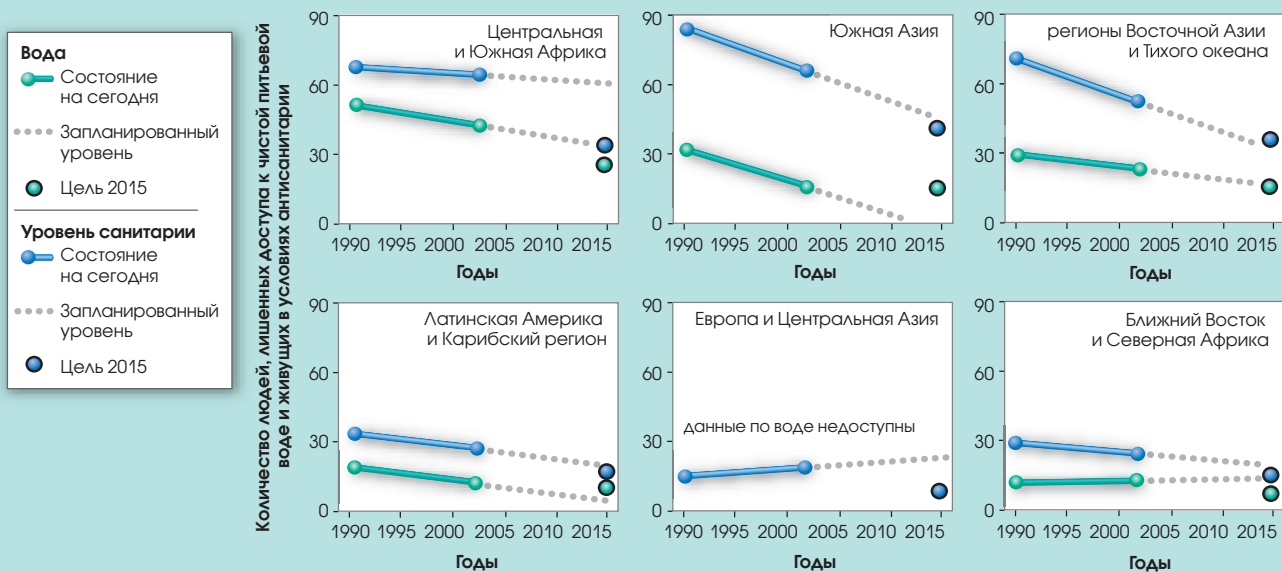 Вода
Состояние
на сегодня
Запланированный
уровень
Цель 2015
Уровень санитарии
Состояние
на сегодня
Запланированный
уровень
Цель 2015
Количество людей, лишенных доступа к чистой питьевой
воде и живущих в условиях антисанитарии
90
60
30
0
Центральная
и Южная Африка
1990 1995 2000 2005 2010 2015
Годы
90
60
30
0
Южная Азия
1990 1995 2000 2005 2010 2015
Годы
90
60
30
0
регионы Восточной Азии
и Тихого океана
1990 1995 2000 2005 2010 2015
Годы
90
60
30
0
Латинская Америка
и Карибский регион
1990 1995 2000 2005 2010 2015
Годы
90
60
30
0
Европа и Центральная Азия
данные по воде недоступны
1990 1995 2000 2005 2010 2015
Годы
90
60
30
0
Ближний Восток
и Северная Африка
1990 1995 2000 2005 2010 2015
Годы